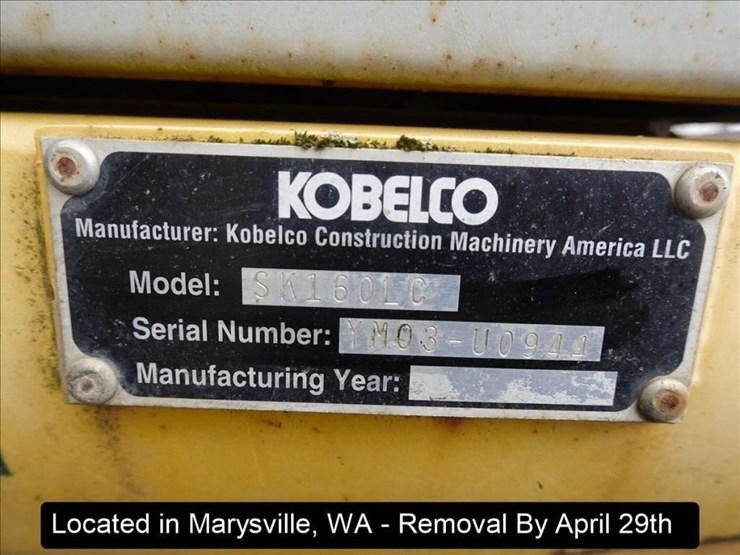 KOBELCO
Manufacturer: Kobelco Construction Machinery America LLC
Model: SK160LC
Serial Number: YM03-U0944
Manufacturing Year:
Located in Marysville, WA - Removal By April 29th